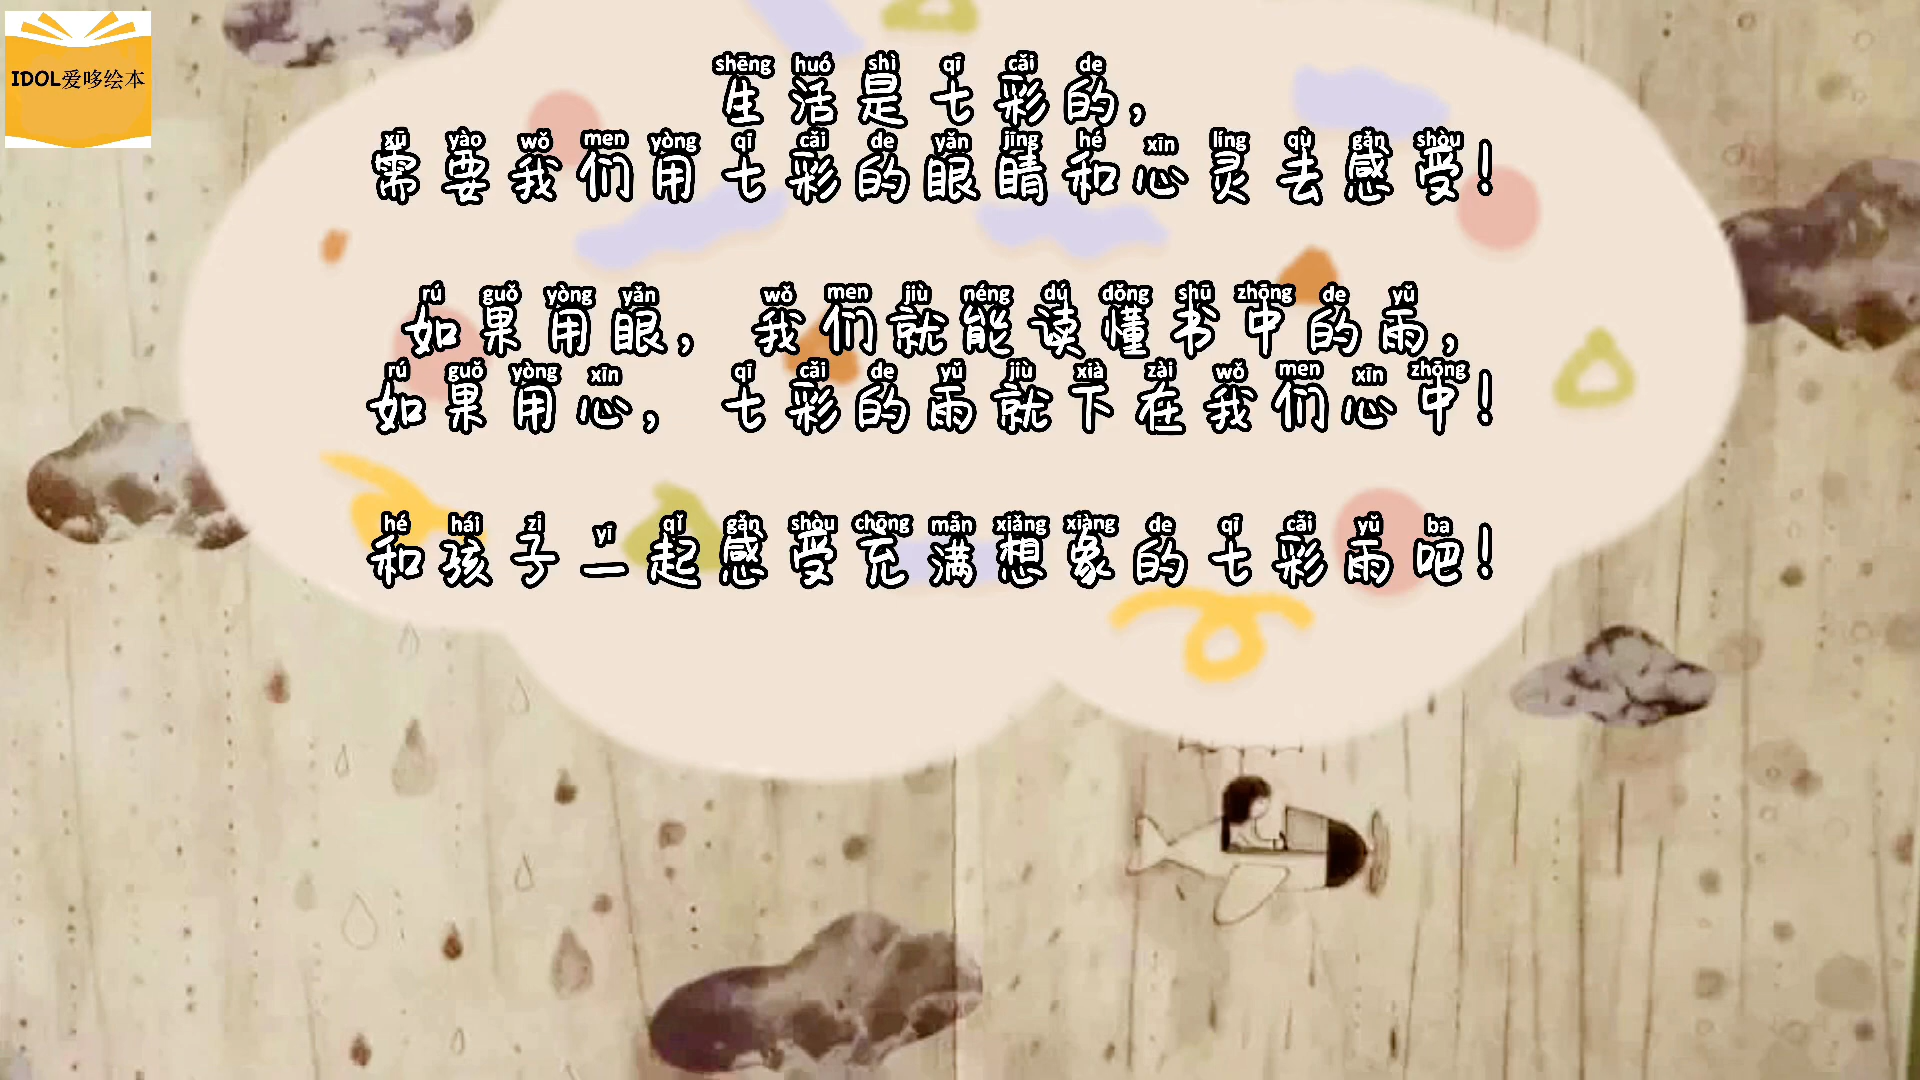 IDOL爱哆绘本
shēng huó shì qī cǎi de
生活是七彩的，
xū yào wǒ men yòng qī cǎi de yǎn jīng hé xīn líng qù gǎn shòu
需要我们用七彩的眼睛和心灵去感受！
rú guǒ yòng yǎn wǒ men jiù néng dú dǒng shū zhōng de yǔ
如果用眼，我们就能读懂书中的雨，
rú guǒ yòng xīn qī cǎi de yǔ jiù xià zài wǒ men xīn zhōng
如果用心，七彩的雨就下在我们心中！
hé hái zi yī qǐ gǎn shòu chōng mǎn xiǎng xiàng de qī cǎi yǔ ba
和孩子一起感受充满想象的七彩雨吧！